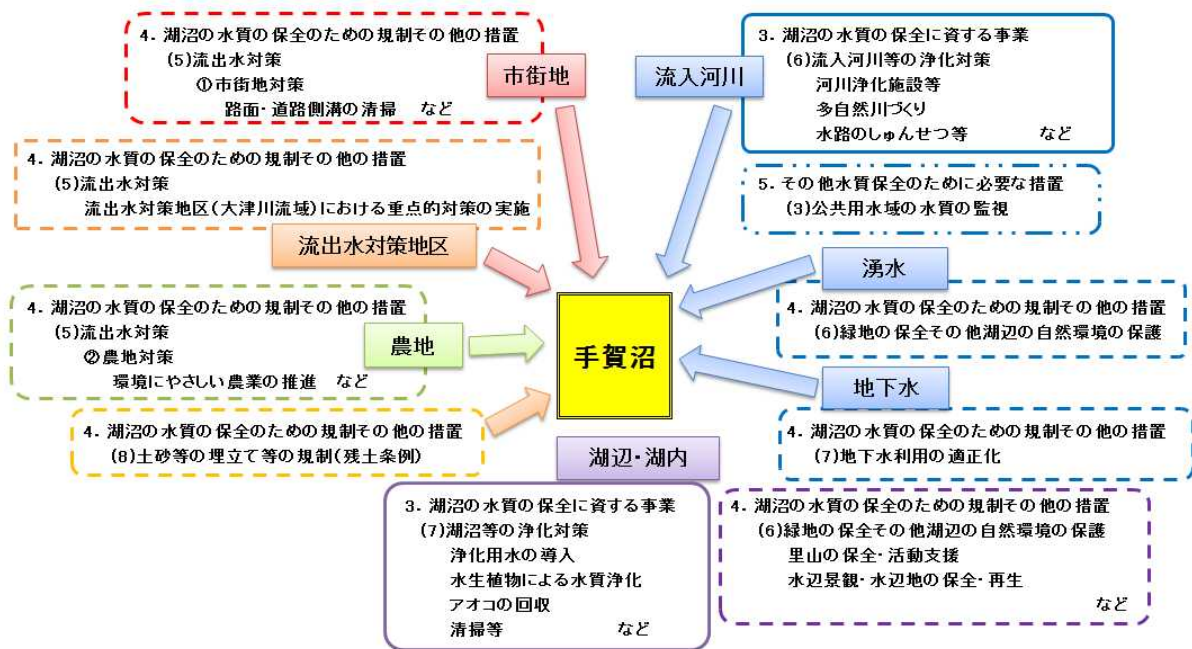 4. 湖沼の水質の保全のための規制その他の措置
(5)流出水対策
①市街地対策
路面・道路側溝の清掃　など
市街地
流入河川
3. 湖沼の水質の保全に資する事業
(6)流入河川等の浄化対策
河川浄化施設等
多自然川づくり
水路のしゅんせつ等　など
4. 湖沼の水質の保全のための規制その他の措置
(5)流出水対策
流出水対策地区(大津川流域)における重点的対策の実施
流出水対策地区
5. その他水質保全のために必要な措置
(3)公共用水域の水質の監視
湧水
4. 湖沼の水質の保全のための規制その他の措置
(6)緑地の保全その他湖辺の自然環境の保護
4. 湖沼の水質の保全のための規制その他の措置
(5)流出水対策
②農地対策
環境にやさしい農業の推進　など
農地
手賀沼
地下水
4. 湖沼の水質の保全のための規制その他の措置
(7)地下水利用の適正化
4. 湖沼の水質の保全のための規制その他の措置
(8)土砂等の埋立て等の規制(残土条例)
湖辺・湖内
3. 湖沼の水質の保全に資する事業
(7)湖沼等の浄化対策
浄化用水の導入
水生植物による水質浄化
アオコの回収
清掃等　など
4. 湖沼の水質の保全のための規制その他の措置
(6)緑地の保全その他湖辺の自然環境の保護
里山の保全・活動支援
水辺景観・水辺地の保全・再生
など